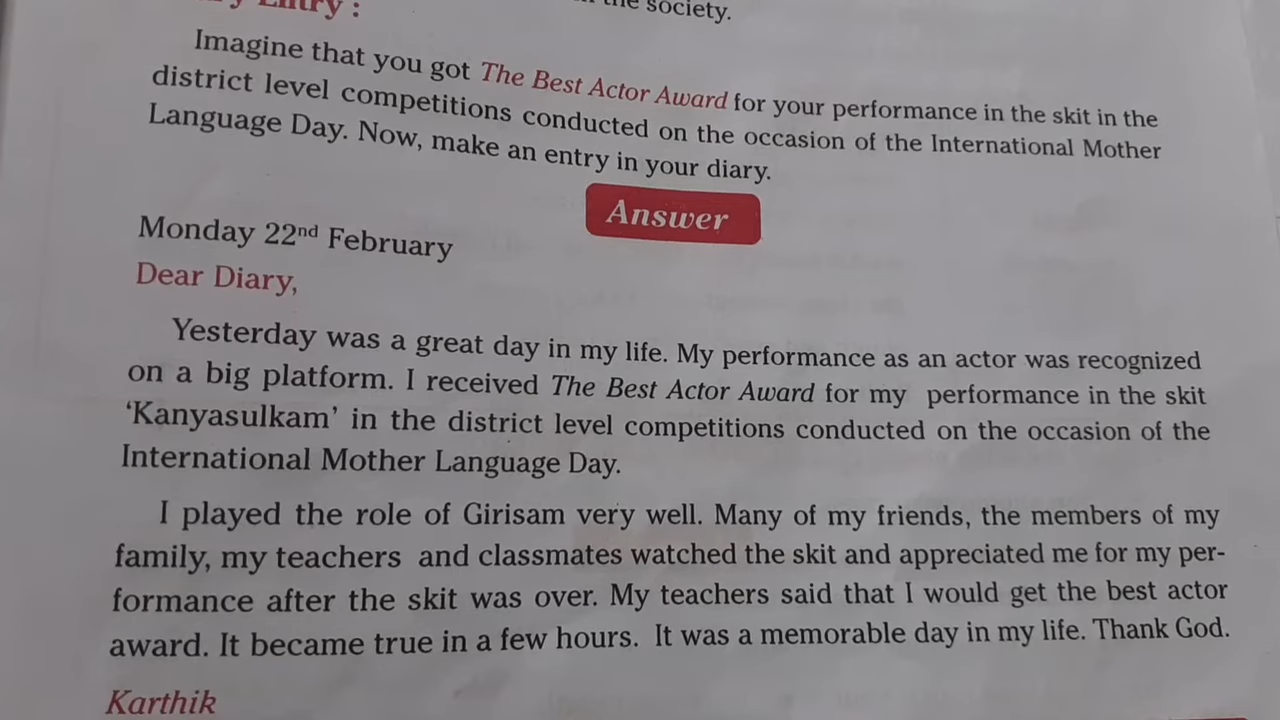 the society.
Entry :
Imagine that you got The Best Actor Award for your performance in the skit in the
district level competitions conducted on the occasion of the International Mother
Language Day. Now, make an entry in your diary.
Answer
Monday 22nd February
Dear Diary,
Yesterday was a great day in my life. My performance as an actor was recognized
on a big platform. I received The Best Actor Award for my performance in the skit
‘Kanyasulkam’ in the district level competitions conducted on the occasion of the
International Mother Language Day.
I played the role of Girisam very well. Many of my friends, the members of my
family, my teachers and classmates watched the skit and appreciated me for my per-
formance after the skit was over. My teachers said that I would get the best actor
award. It became true in a few hours. It was a memorable day in my life. Thank God.
Karthik